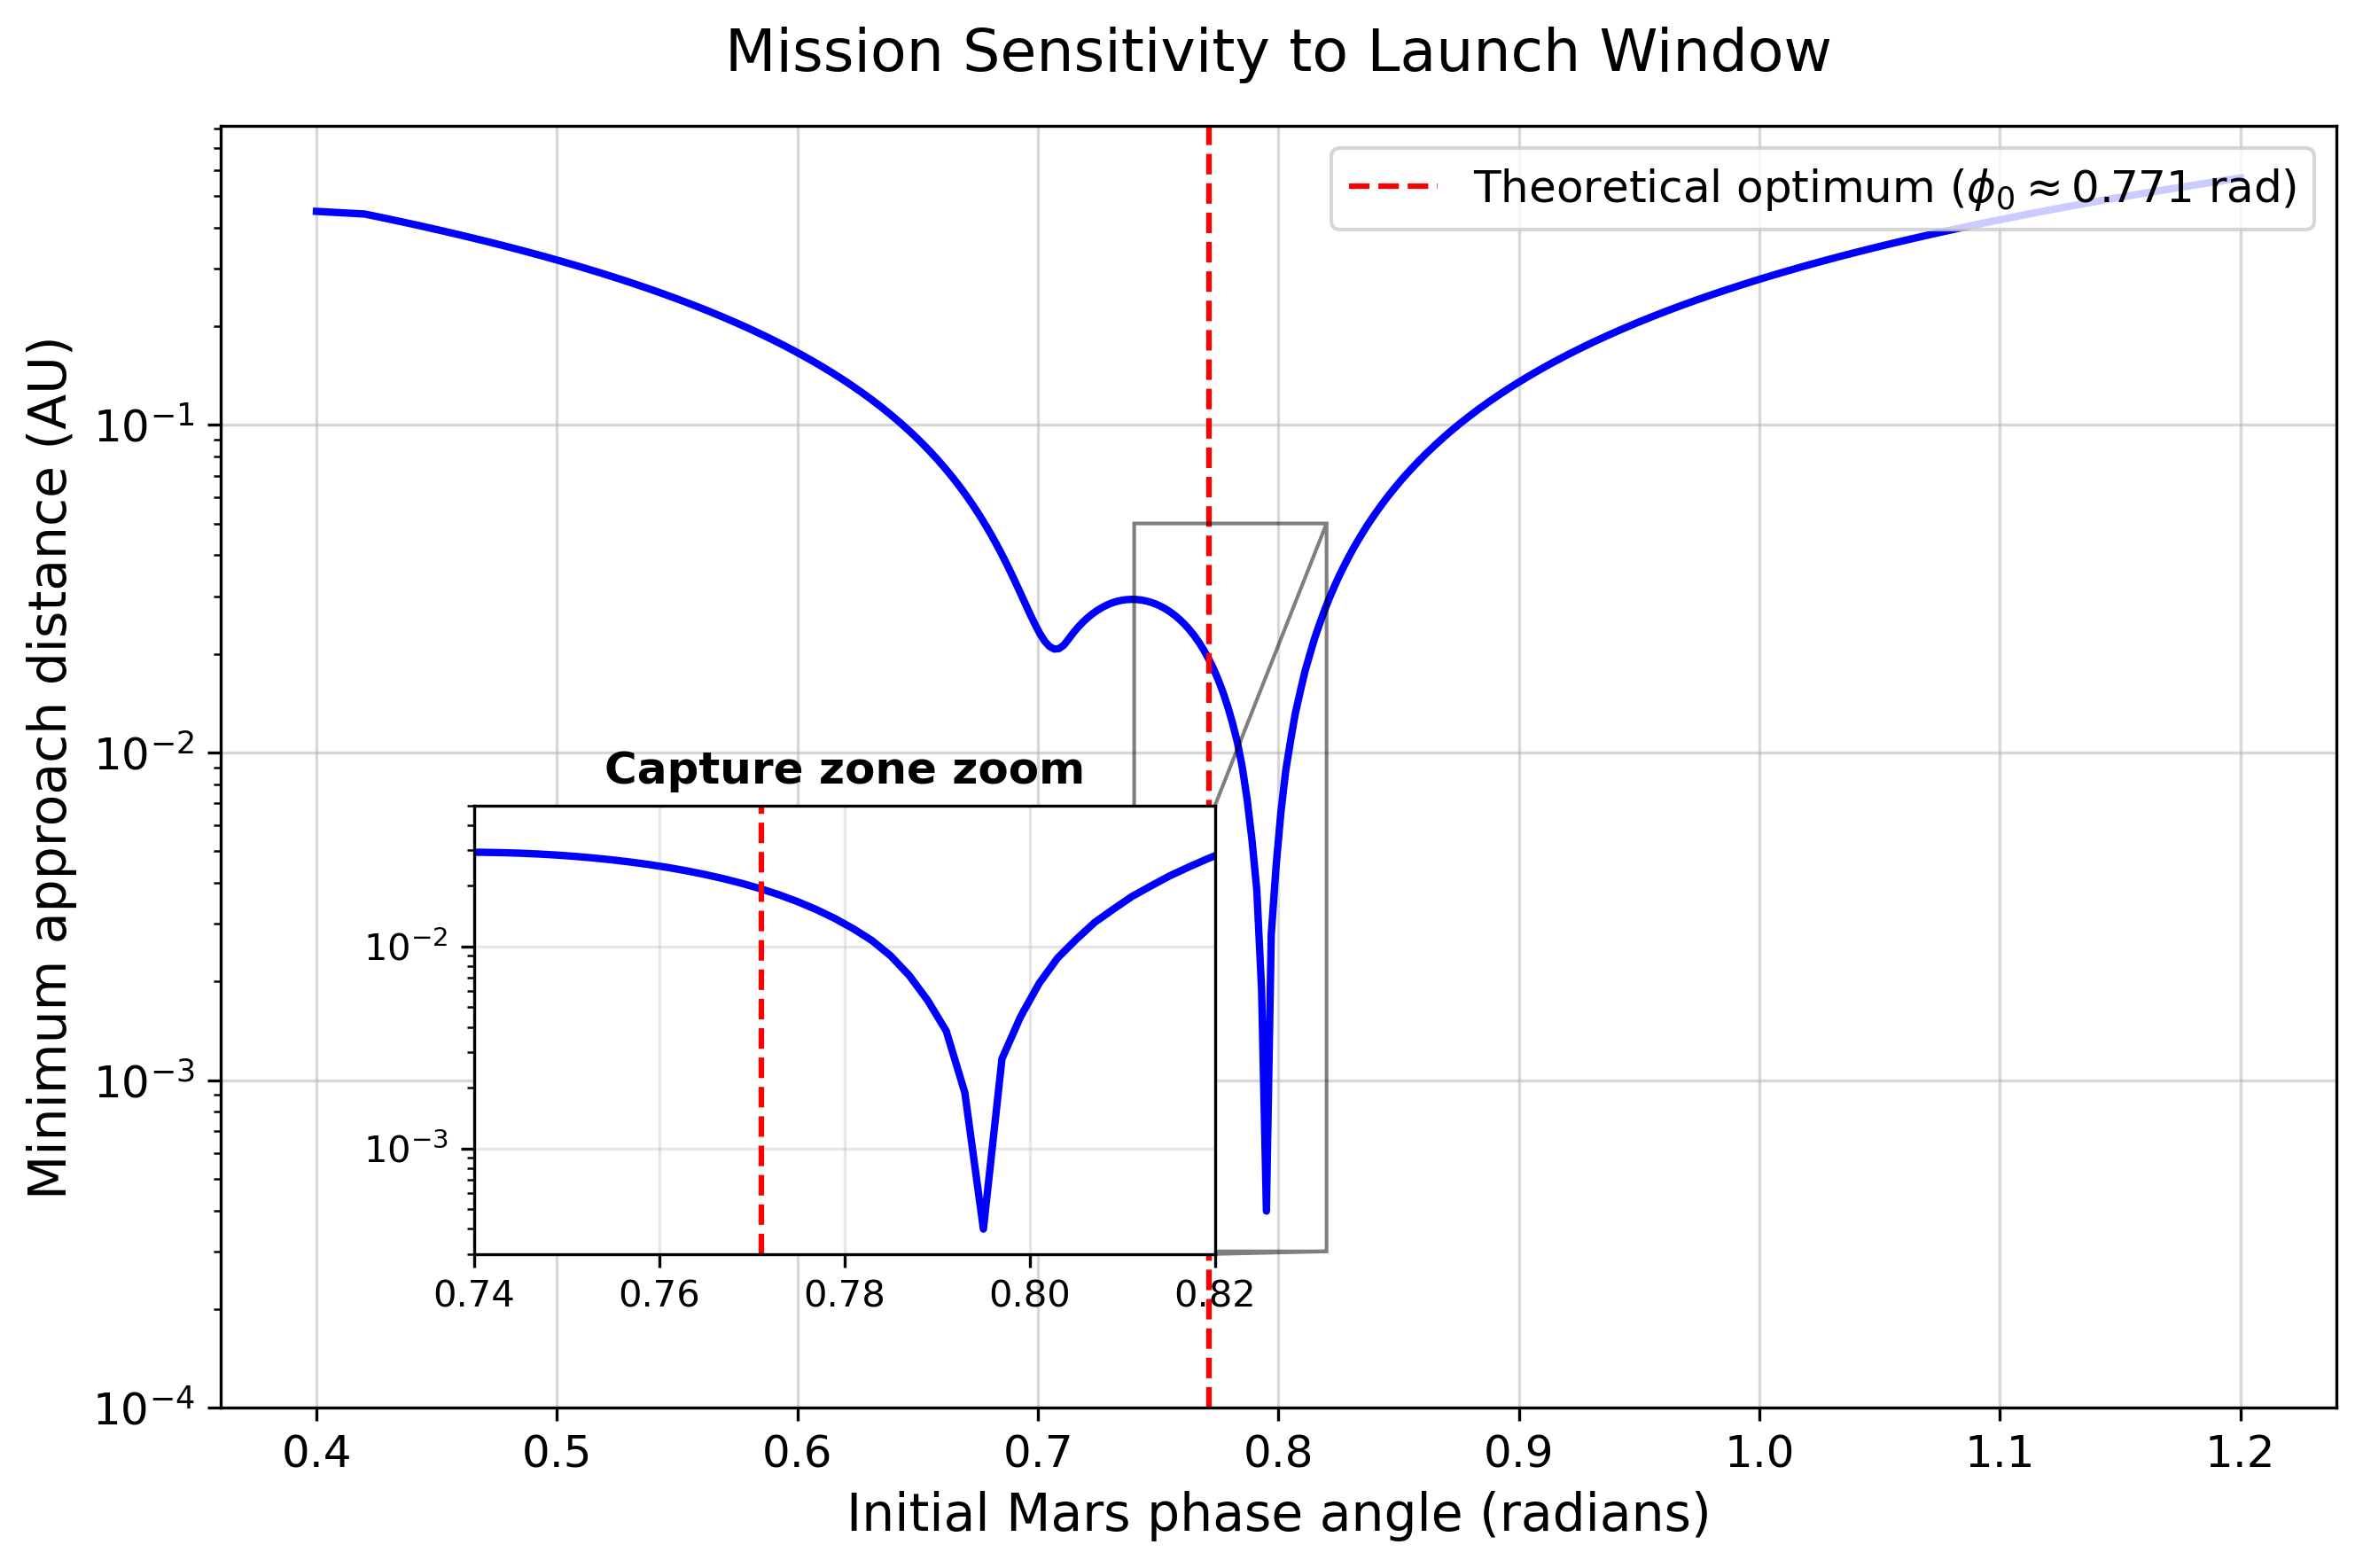 Mission Sensitivity to Launch Window
Theoretical optimum (ϕ₀ ≈ 0.771 rad)
Minimum approach distance (AU)
10⁻¹
10⁻²
10⁻³
10⁻⁴
Capture zone zoom
10⁻²
10⁻³
0.74 0.76 0.78 0.80 0.82
0.4 0.5 0.6 0.7 0.8 0.9 1.0 1.1 1.2
Initial Mars phase angle (radians)